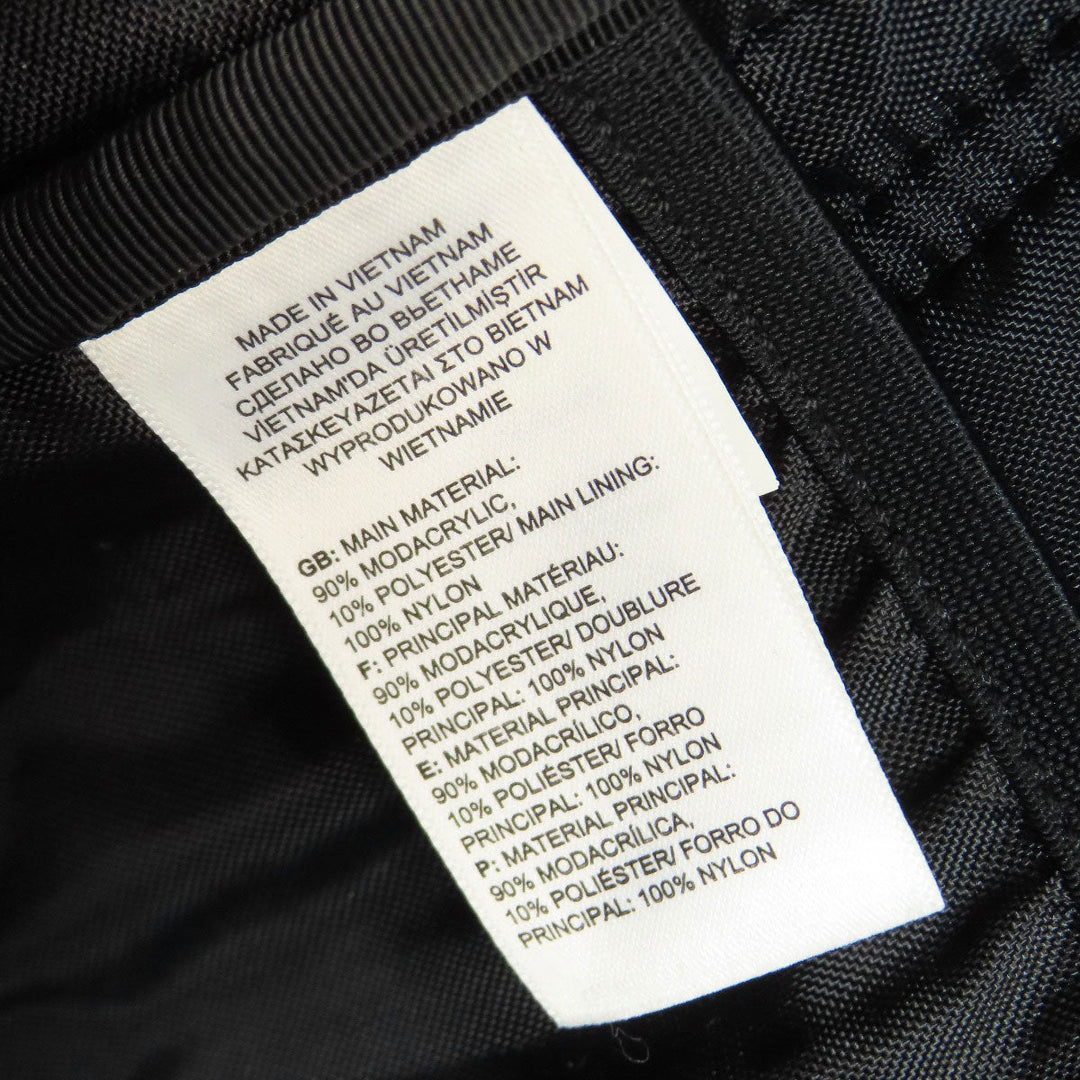 MADE IN VIETNAM
FABRIQUÉ AU VIETNAM
СДЕЛАНО ВО ВЬЕТНАМЕ
VİETNAM'DA ÜRETİLMİŞTİR
ΚΑΤΑΣΚΕΥΑΖΕΤΑΙ ΣΤΟ ΒΙΕΤΝΑΜ
WYPRODUKOWANO W
WIETNAMIE
GB: MAIN MATERIAL:
90% MODACRYLIC,
10% POLYESTER/ MAIN LINING:
100% NYLON
F: PRINCIPAL MATÉRIAU:
90% MODACRYLIQUE,
10% POLYESTER/ DOUBLURE
PRINCIPAL: 100% NYLON
E: MATERIAL PRINCIPAL:
90% MODACRÍLICO,
10% POLIÉSTER/ FORRO
PRINCIPAL: 100% NYLON
P: MATERIAL PRINCIPAL:
90% MODACRÍLICA,
10% POLIÉSTER/ FORRO DO
PRINCIPAL: 100% NYLON